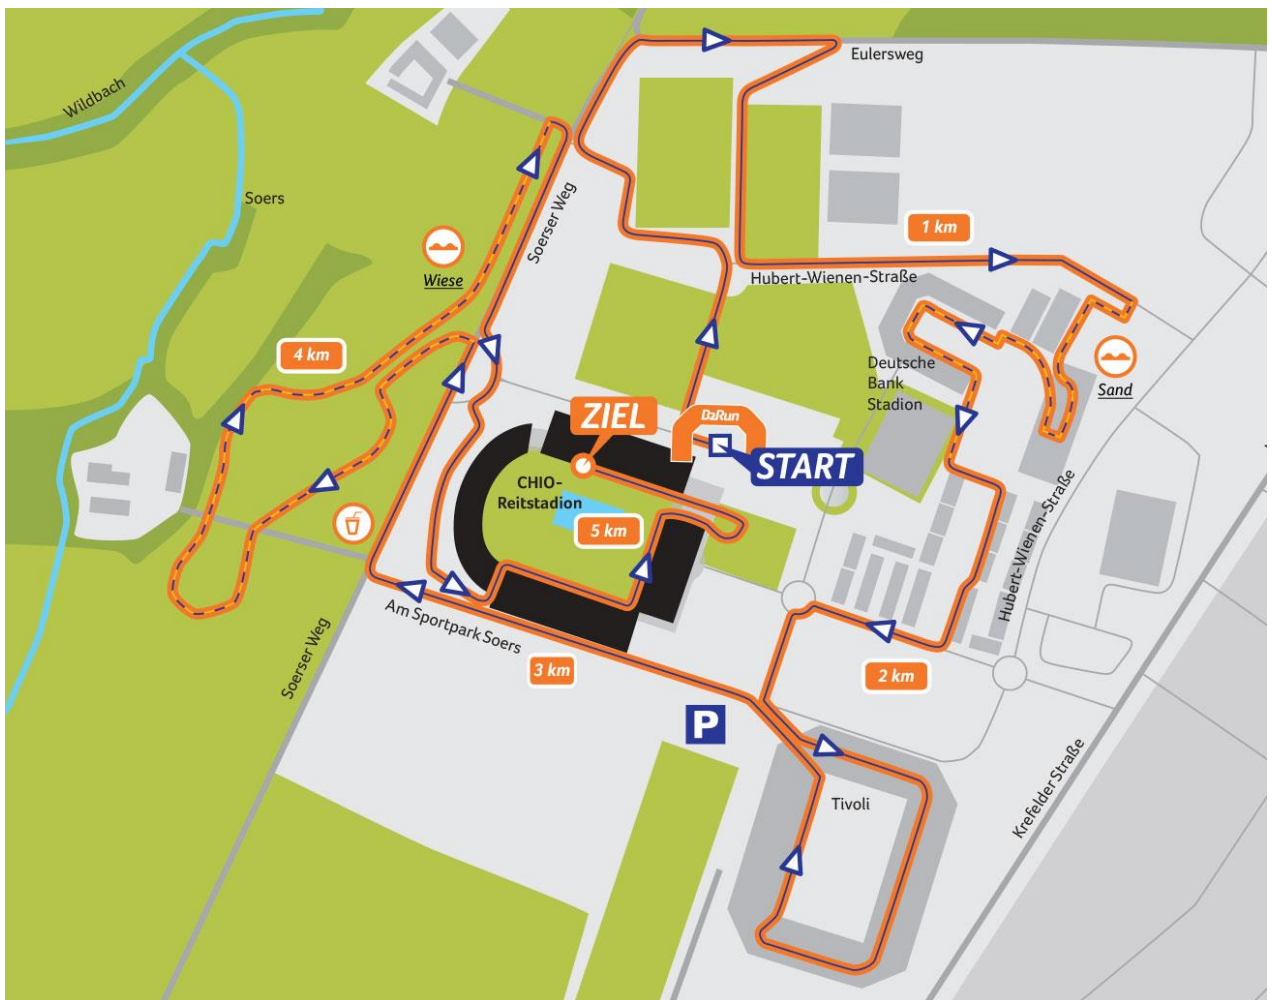 Eulersweg
Wildbach
Soers
Soerser Weg
1 km
Wiese
Hubert-Wienen-Straße
4 km
Deutsche
Bank
Stadion
Sand
ZIEL
B2Run
START
CHIO-
Reitstadion
5 km
Hubert-Wienen-Straße
Am Sportpark Soers
Soerser Weg
3 km
2 km
P
Tivoli
Krefelder Straße